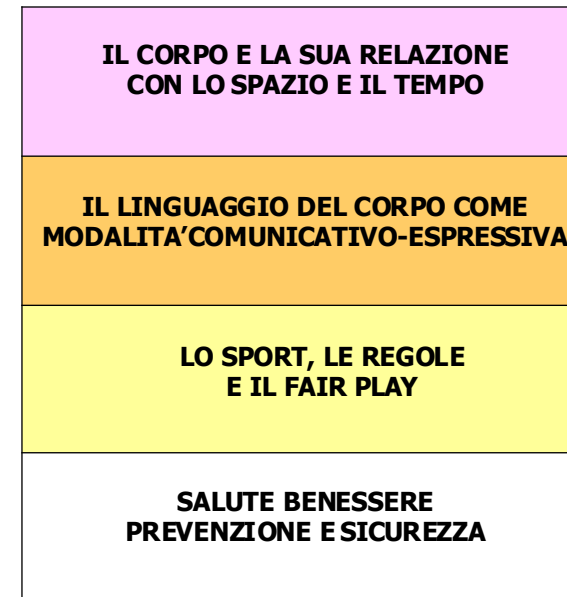 IL CORPO E LA SUA RELAZIONE
CON LO SPAZIO E IL TEMPO
IL LINGUAGGIO DEL CORPO COME
MODALITA’COMUNICATIVO-ESPRESSIVA
LO SPORT, LE REGOLE
E IL FAIR PLAY
SALUTE BENESSERE
PREVENZIONE E SICUREZZA